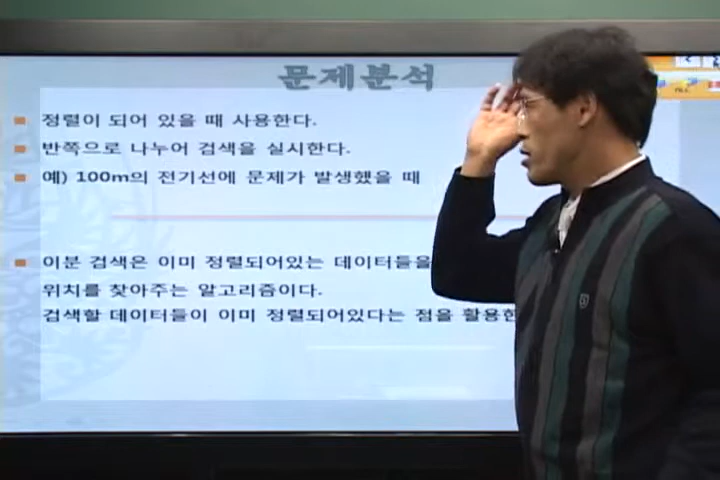 문제분석
정렬이 되어 있을 때 사용한다.
반쪽으로 나누어 검색을 실시한다.
예) 100m의 전기선에 문제가 발생했을 때
이분 검색은 이미 정렬되어있는 데이터들을
위치를 찾아주는 알고리즘이다.
검색할 데이터들이 이미 정렬되어있다는 점을 활용한